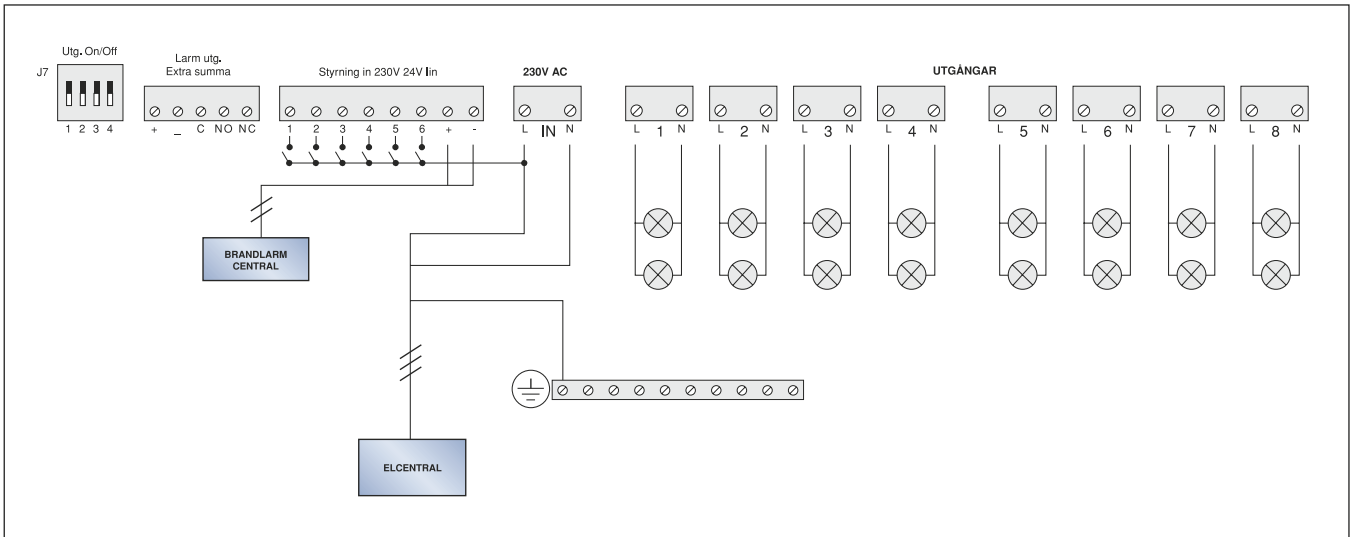 Utg. On/Off
J7
1 2 3 4
Larm utg.
Extra summa
+ _ C NO NC
Styrning in 230V 24V lin
1 2 3 4 5 6 + -
230V AC
L IN N
UTGÅNGAR
L 1 N L 2 N L 3 N L 4 N L 5 N L 6 N L 7 N L 8 N
BRANDLARM
CENTRAL
ELCENTRAL